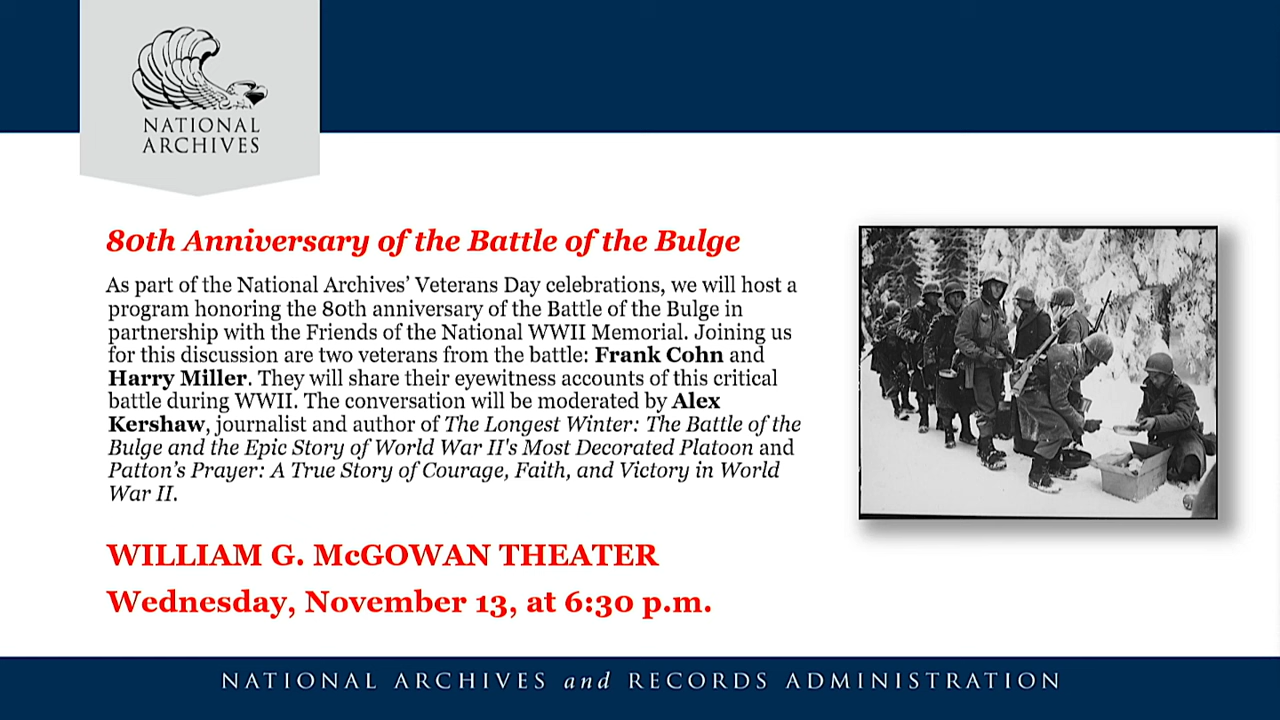 NATIONAL
ARCHIVES
80th Anniversary of the Battle of the Bulge
As part of the National Archives’ Veterans Day celebrations, we will host a
program honoring the 80th anniversary of the Battle of the Bulge in
partnership with the Friends of the National WWII Memorial. Joining us
for this discussion are two veterans from the battle: Frank Cohn and
Harry Miller. They will share their eyewitness accounts of this critical
battle during WWII. The conversation will be moderated by Alex
Kershaw, journalist and author of The Longest Winter: The Battle of the
Bulge and the Epic Story of World War II's Most Decorated Platoon and
Patton’s Prayer: A True Story of Courage, Faith, and Victory in World
War II.
WILLIAM G. McGOWAN THEATER
Wednesday, November 13, at 6:30 p.m.
NATIONAL ARCHIVES and RECORDS ADMINISTRATION